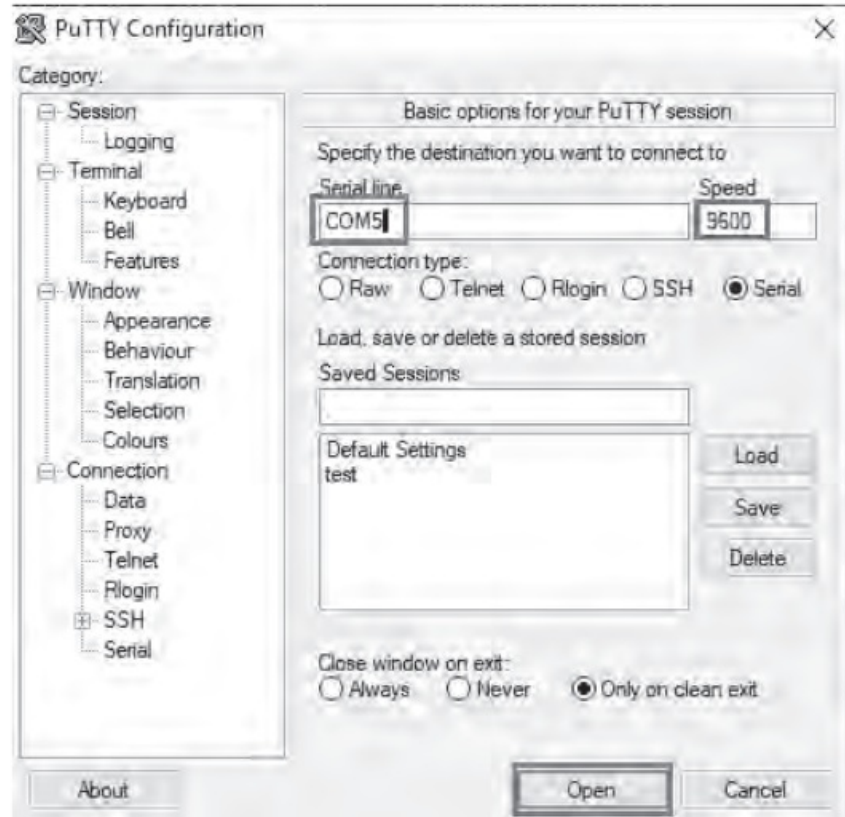 PuTTY Configuration
Category:
Session
Logging
Terminal
Keyboard
Bell
Features
Window
Appearance
Behaviour
Translation
Selection
Colours
Connection
Data
Proxy
Telnet
Rlogin
SSH
Serial
Basic options for your PuTTY session
Specify the destination you want to connect to
Serial line Speed
COM5 9600
Connection type:
Raw Telnet Rlogin SSH Serial
Load, save or delete a stored session
Saved Sessions
Default Settings
test
Load
Save
Delete
Close window on exit:
Always Never Only on clean exit
About Open Cancel